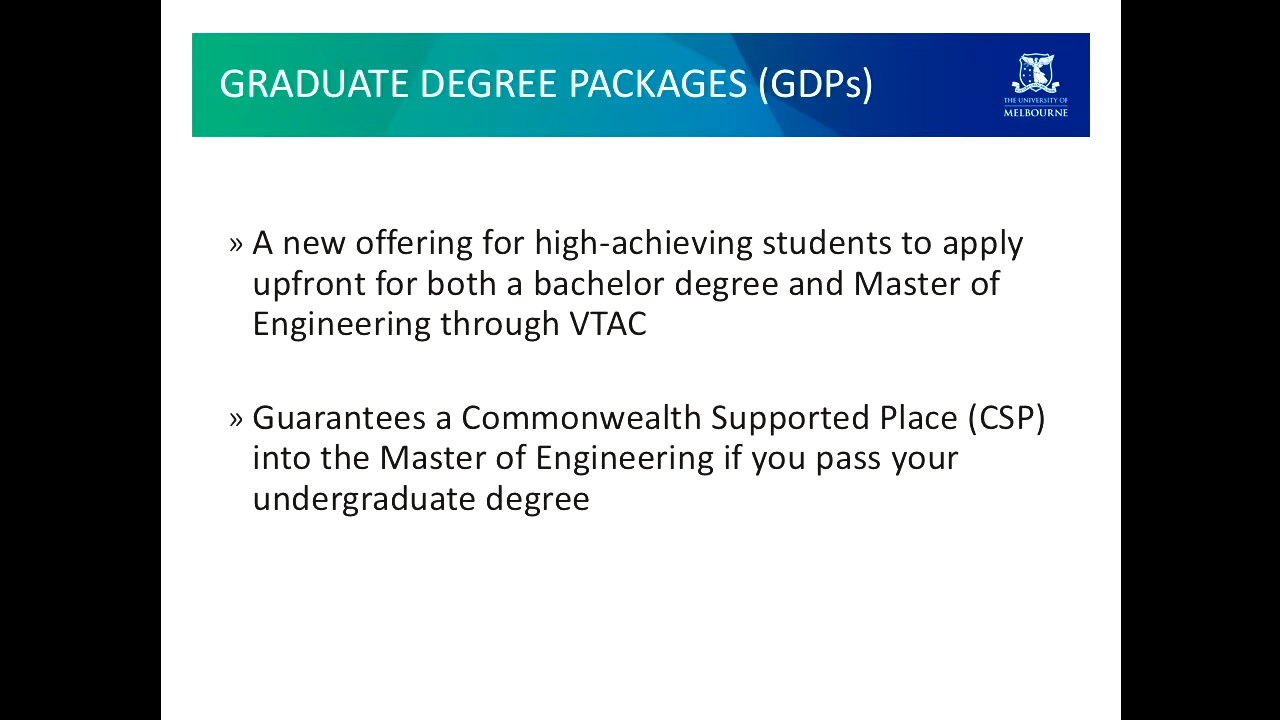 GRADUATE DEGREE PACKAGES (GDPs)
THE UNIVERSITY OF
MELBOURNE
» A new offering for high-achieving students to apply
upfront for both a bachelor degree and Master of
Engineering through VTAC
» Guarantees a Commonwealth Supported Place (CSP)
into the Master of Engineering if you pass your
undergraduate degree